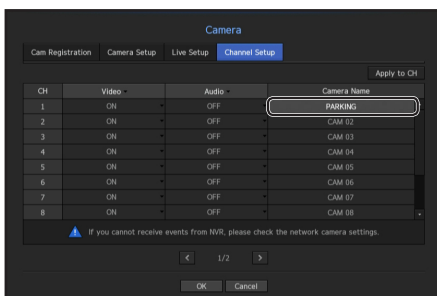 Camera
Cam Registration Camera Setup Live Setup Channel Setup
Apply to CH
CH Video Audio Camera Name
1 ON OFF PARKING
2 ON OFF CAM 02
3 ON OFF CAM 03
4 ON OFF CAM 04
5 ON OFF CAM 05
6 ON OFF CAM 06
7 ON OFF CAM 07
8 ON OFF CAM 08
If you cannot receive events from NVR, please check the network camera settings.
< 1/2 >
OK Cancel